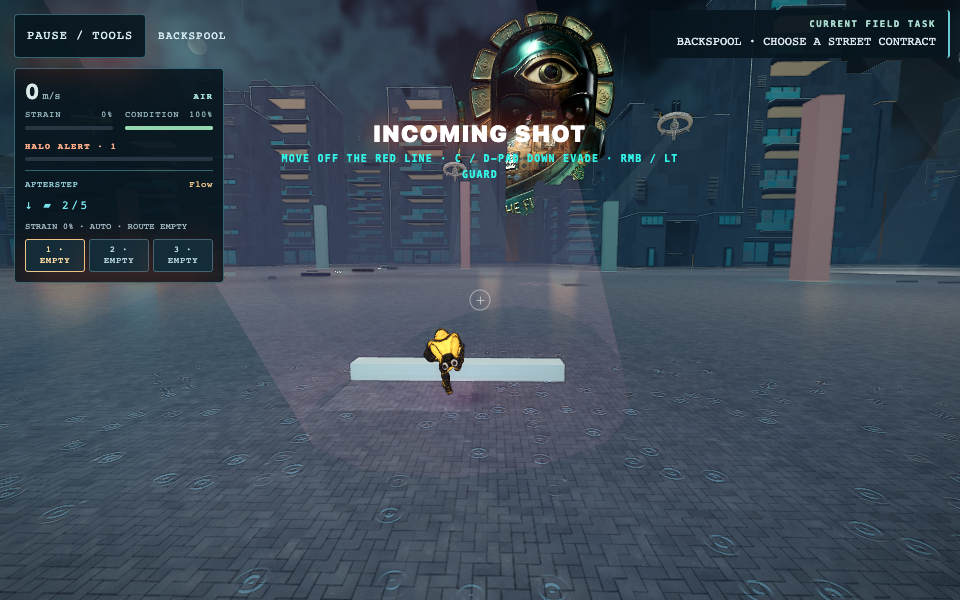 PAUSE / TOOLS
BACKSPOOL
CURRENT FIELD TASK
BACKSPOOL · CHOOSE A STREET CONTRACT
0 m/s
AIR
STRAIN 0%
CONDITION 100%
HALO ALERT · 1
AFTERSTEP
Flow
2/5
STRAIN 0% · AUTO · ROUTE EMPTY
1 · EMPTY
2 · EMPTY
3 · EMPTY
INCOMING SHOT
MOVE OFF THE RED LINE · C / D-PAD DOWN EVADE · RMB / LT
GUARD